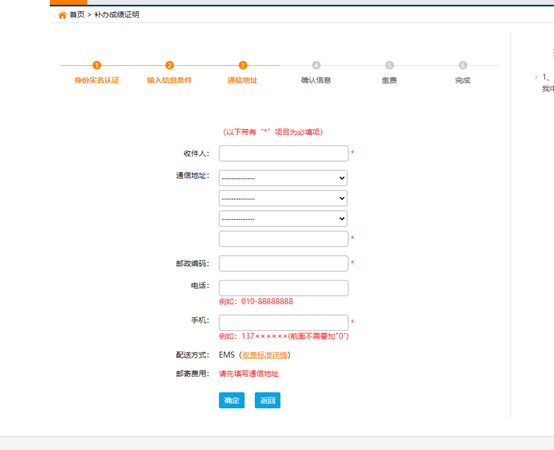 首页 > 补办成绩证明
1 2 3 4 5 6
身份实名认证 输入信息条件 通信地址 确认信息 缴费 完成
(以下带有 "*" 项目为必填项)
收件人： *
通信地址： --------------
--------------
--------------
*
邮政编码： *
电话：
例如：010-88888888
手机： *
例如：137××××××(前面不需要加"0")
配送方式： EMS（收费标准详情）
邮寄费用： 请先填写通信地址
确定 返回
1、
我